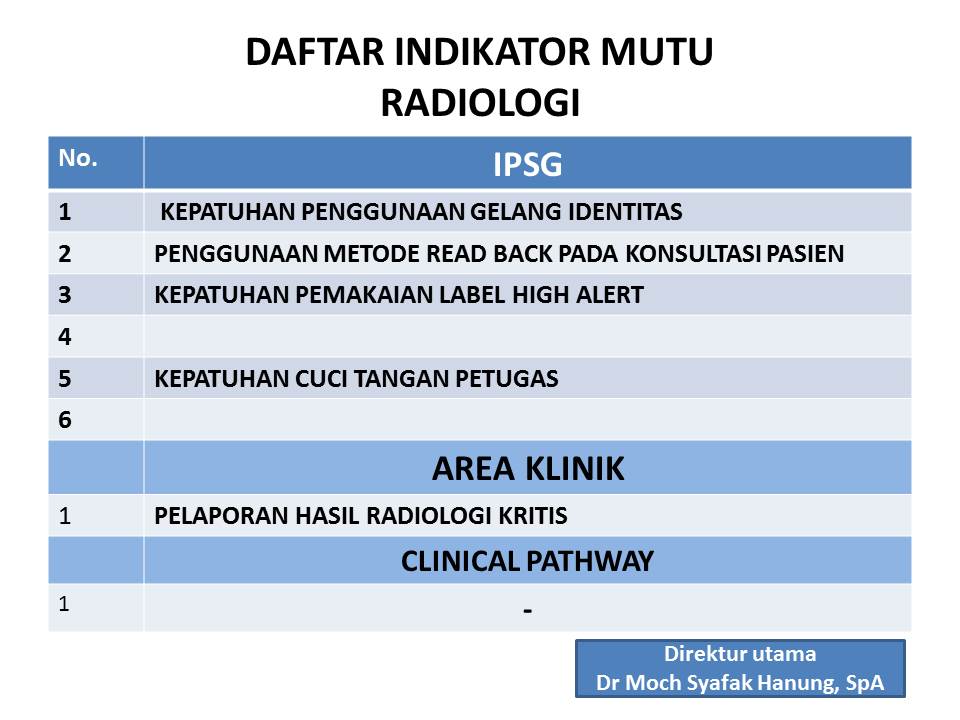 DAFTAR INDIKATOR MUTU
RADIOLOGI
No. IPSG
1 KEPATUHAN PENGGUNAAN GELANG IDENTITAS
2 PENGGUNAAN METODE READ BACK PADA KONSULTASI PASIEN
3 KEPATUHAN PEMAKAIAN LABEL HIGH ALERT
4
5 KEPATUHAN CUCI TANGAN PETUGAS
6
AREA KLINIK
1 PELAPORAN HASIL RADIOLOGI KRITIS
CLINICAL PATHWAY
1 -
Direktur utama
Dr Moch Syafak Hanung, SpA